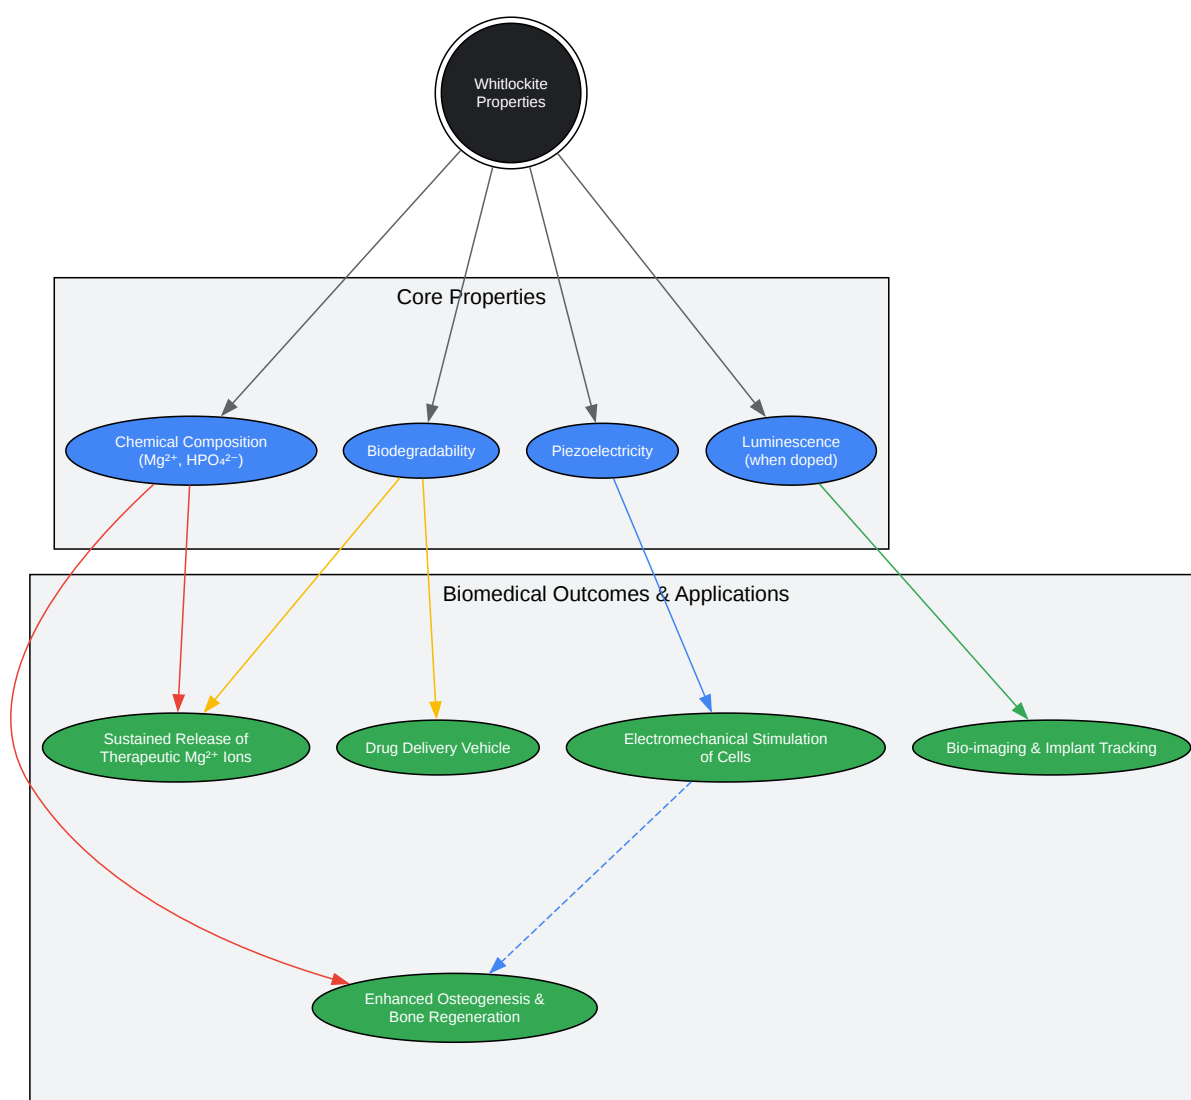 Whitlockite
Properties
Core Properties
Chemical Composition
(Mg²⁺, HPO₄²⁻)
Biodegradability
Piezoelectricity
Luminescence
(when doped)
Biomedical Outcomes & Applications
Sustained Release of
Therapeutic Mg²⁺ Ions
Drug Delivery Vehicle
Electromechanical Stimulation
of Cells
Bio-imaging & Implant Tracking
Enhanced Osteogenesis &
Bone Regeneration